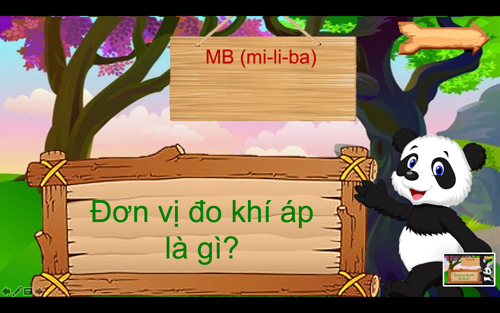 MB (mi-li-ba)
Đơn vị đo khí áp
là gì?